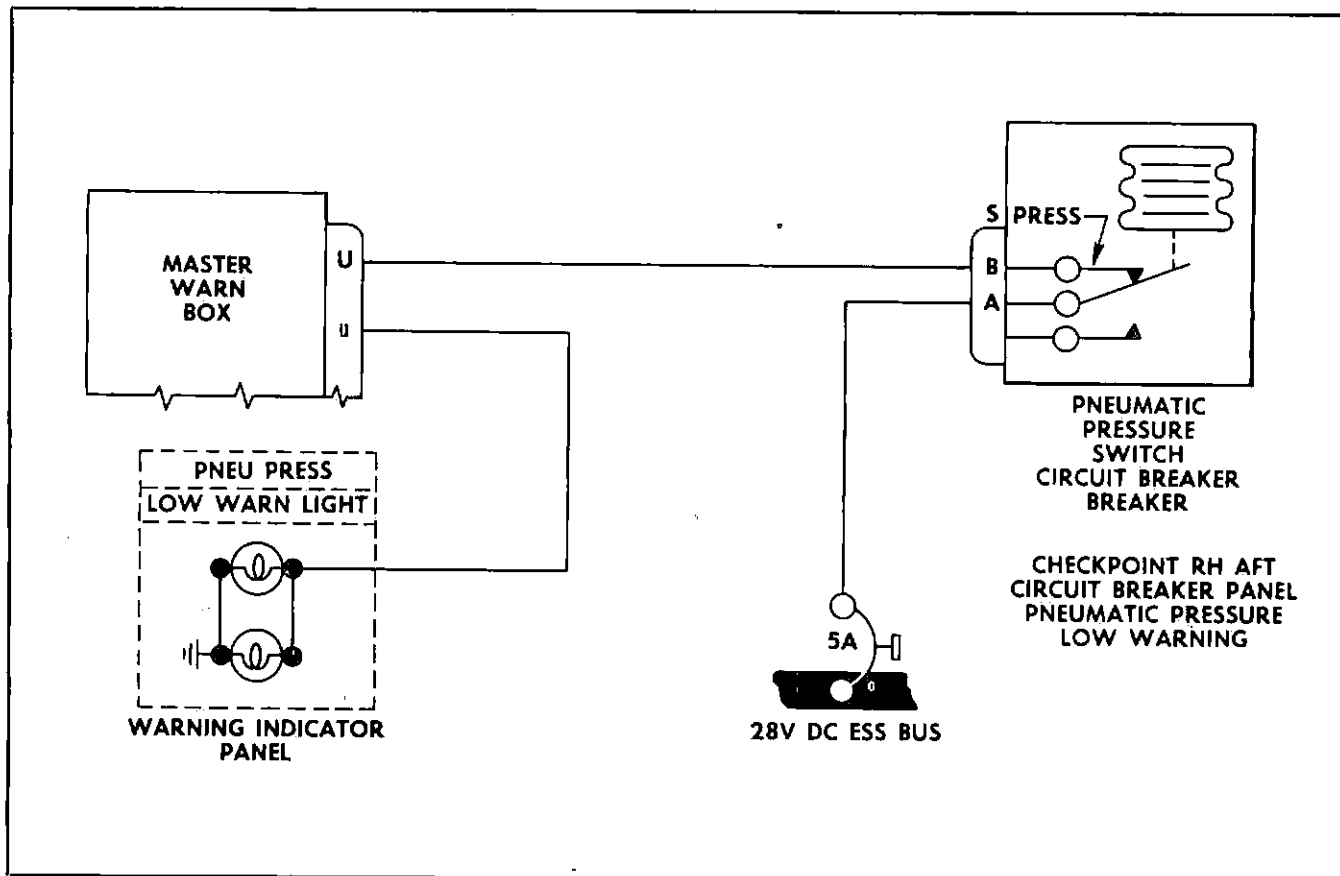 MASTER
WARN
BOX
U
u
S PRESS
B
A
PNEUMATIC
PRESSURE
SWITCH
CIRCUIT BREAKER
BREAKER
PNEU PRESS
LOW WARN LIGHT
WARNING INDICATOR
PANEL
5A
28V DC ESS BUS
CHECKPOINT RH AFT
CIRCUIT BREAKER PANEL
PNEUMATIC PRESSURE
LOW WARNING